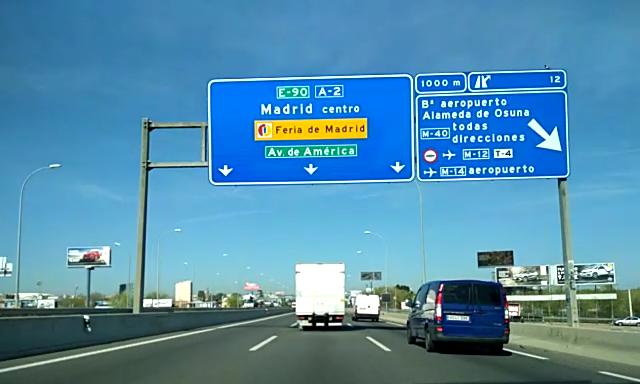 E-90 A-2
Madrid centro
Feria de Madrid
Av. de América
1000 m 12
Bº aeropuerto
Alameda de Osuna
M-40 todas direcciones
M-12 T-4
M-14 aeropuerto